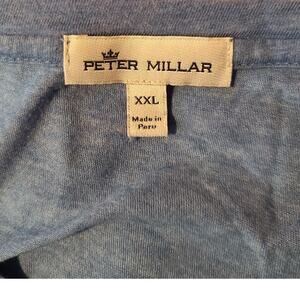 PETER MILLAR
XXL
Made in
Peru